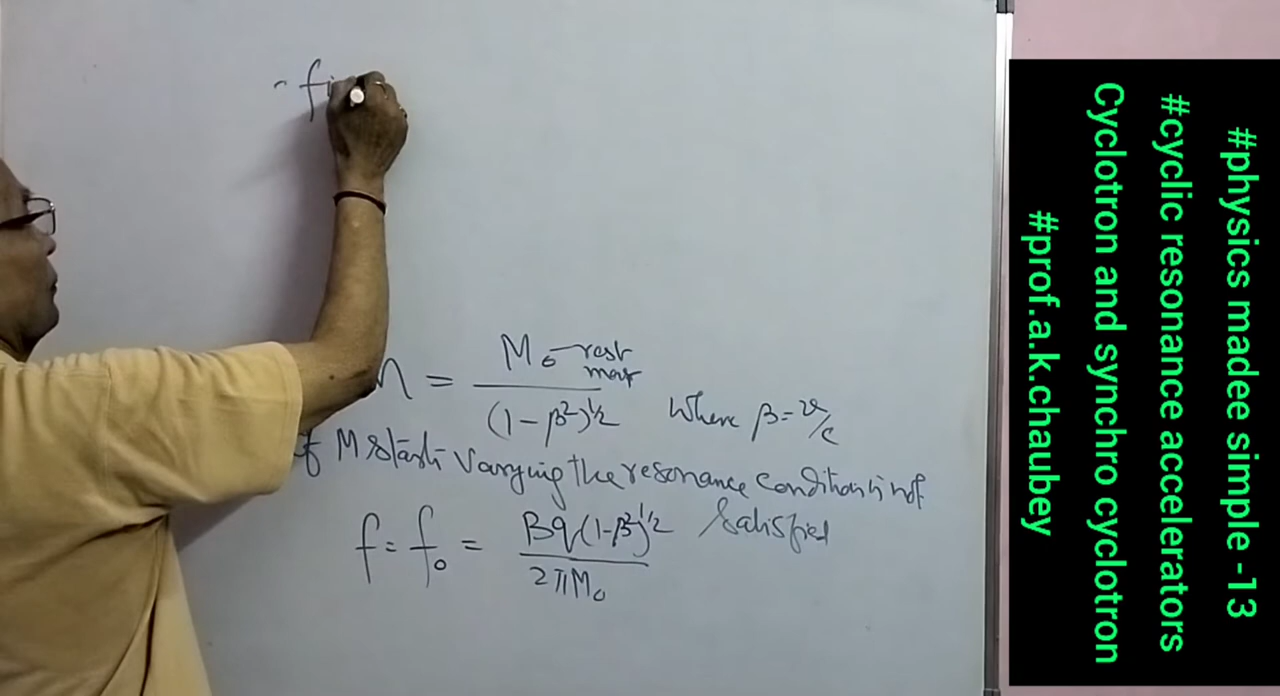 fi
M = M₀ rest mass / (1 - β²)^1/2 Where β = v/c
If M starts varying the resonance condition is not satisfied
f = f₀ = Bq(1-β²)^1/2 / 2πM₀
#physics madee simple -13
#cyclic resonance accelerators
Cyclotron and synchro cyclotron
#prof.a.k.chaubey